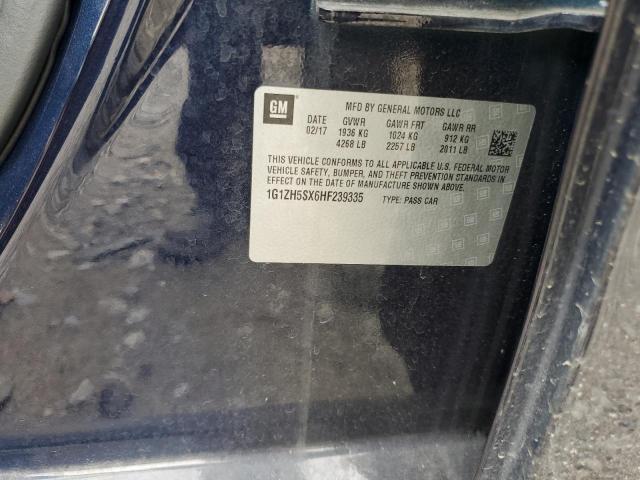 GM
MFD BY GENERAL MOTORS LLC
DATE GVWR GAWR FRT GAWR RR
02/17 1936 KG 1024 KG 912 KG
4268 LB 2257 LB 2011 LB
THIS VEHICLE CONFORMS TO ALL APPLICABLE U.S. FEDERAL MOTOR
VEHICLE SAFETY, BUMPER, AND THEFT PREVENTION STANDARDS IN
EFFECT ON THE DATE OF MANUFACTURE SHOWN ABOVE.
1G1ZH5SX6HF239335 TYPE: PASS CAR